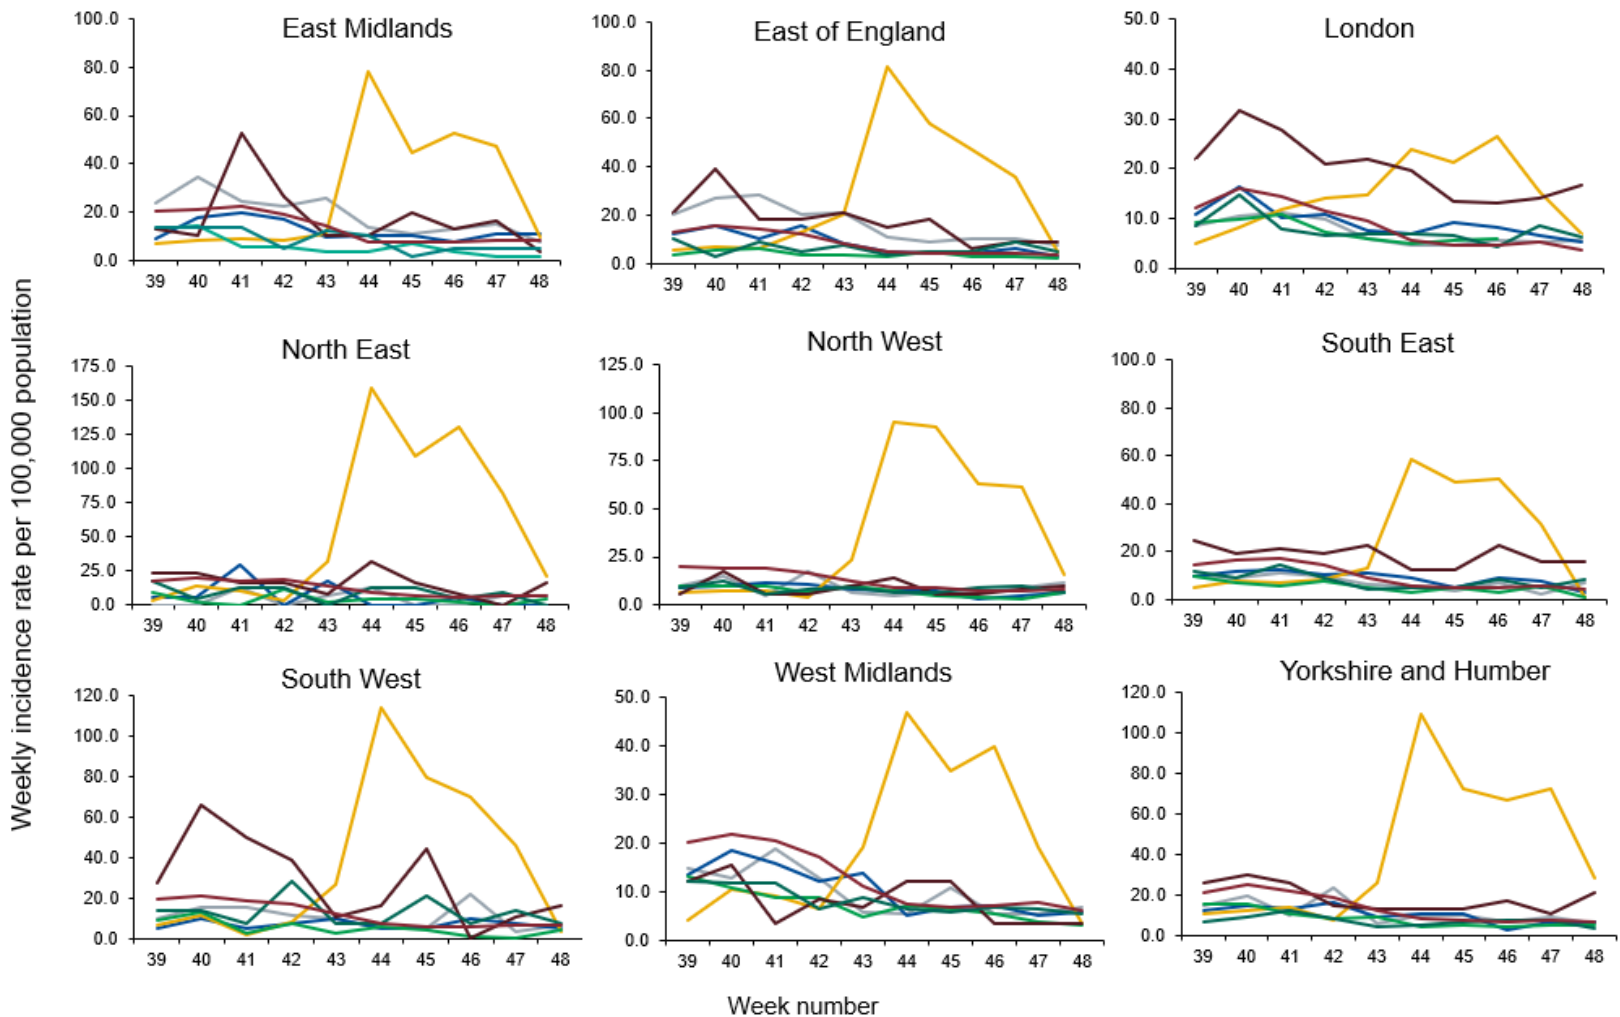 Weekly incidence rate per 100,000 population
East Midlands
100.0
80.0
60.0
40.0
20.0
0.0
39 40 41 42 43 44 45 46 47 48
East of England
100.0
80.0
60.0
40.0
20.0
0.0
39 40 41 42 43 44 45 46 47 48
London
50.0
40.0
30.0
20.0
10.0
0.0
39 40 41 42 43 44 45 46 47 48
North East
175.0
150.0
125.0
100.0
75.0
50.0
25.0
0.0
39 40 41 42 43 44 45 46 47 48
North West
125.0
100.0
75.0
50.0
25.0
0.0
39 40 41 42 43 44 45 46 47 48
South East
100.0
80.0
60.0
40.0
20.0
0.0
39 40 41 42 43 44 45 46 47 48
South West
120.0
100.0
80.0
60.0
40.0
20.0
0.0
39 40 41 42 43 44 45 46 47 48
West Midlands
50.0
40.0
30.0
20.0
10.0
0.0
39 40 41 42 43 44 45 46 47 48
Yorkshire and Humber
120.0
100.0
80.0
60.0
40.0
20.0
0.0
39 40 41 42 43 44 45 46 47 48
Week number